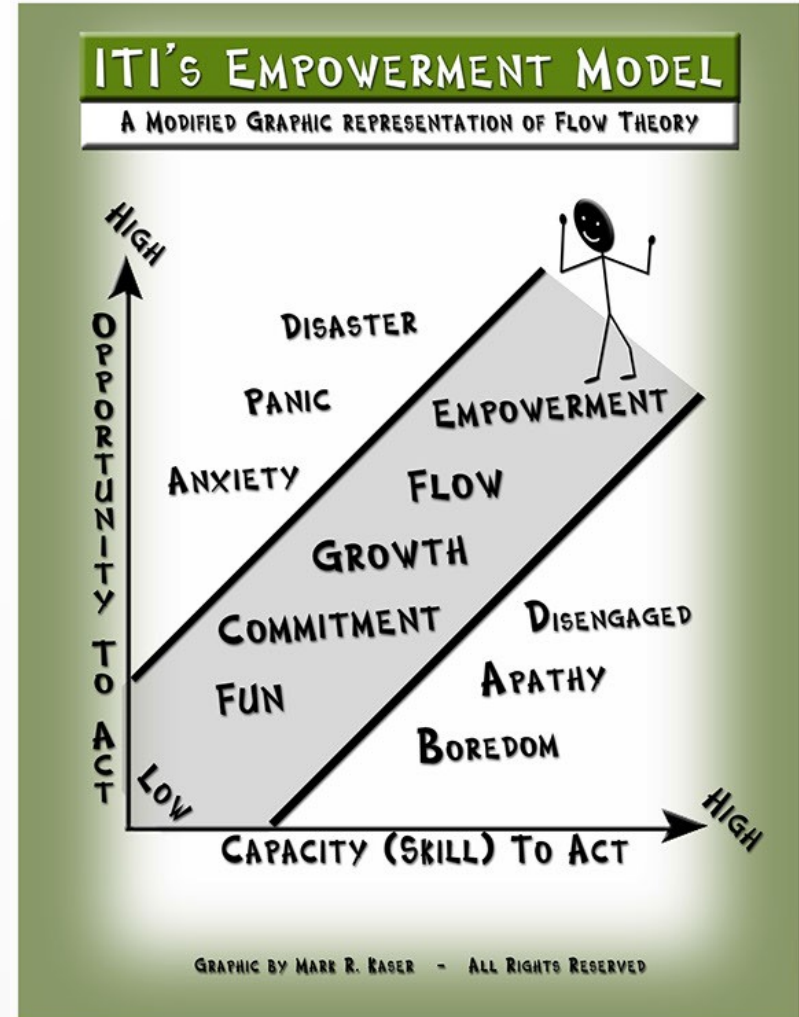 ITI's Empowerment Model
A Modified Graphic representation of Flow Theory
High
Opportunity To Act
Disaster
Panic
Anxiety
Empowerment
Flow
Growth
Commitment
Fun
Low
Disengaged
Apathy
Boredom
High
Capacity (Skill) To Act
Graphic by Mark R. Kaser - All Rights Reserved